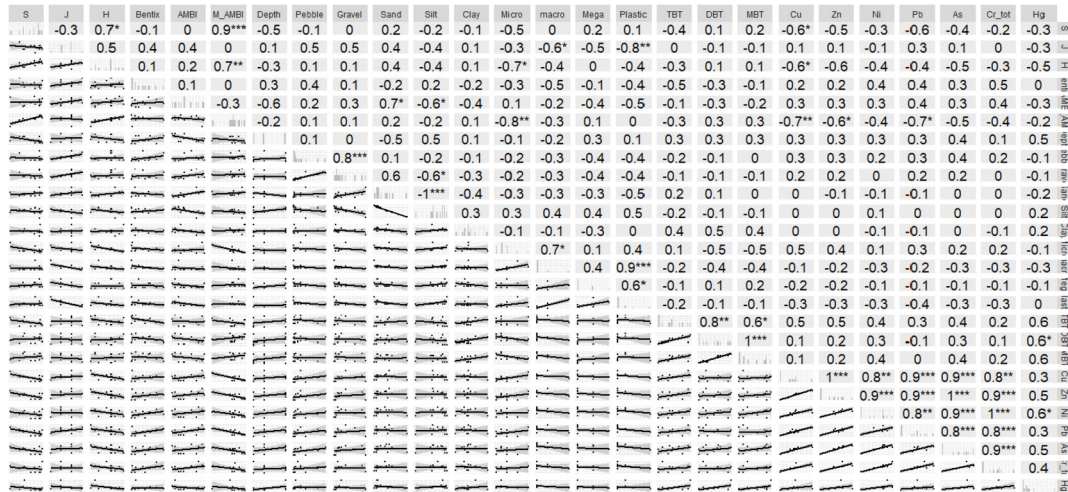 S J H Bentix AMBI M_AMBI Depth Pebble Gravel Sand Silt Clay Micro macro Mega Plastic TBT DBT MBT Cu Zn Ni Pb As Cr_tot Hg
-0.3 0.7* -0.1 0 0.9*** -0.5 -0.1 0 0.2 -0.2 -0.1 -0.5 0 0.2 -0.1 -0.4 0.1 0.2 -0.6* -0.5 -0.3 -0.6 -0.4 -0.2 -0.3 S
0.5 0.4 0.4 0 0.1 0.5 0.5 0.4 -0.4 0.1 -0.3 -0.6* -0.5 -0.8** 0 -0.1 -0.1 0.1 0.1 -0.1 0.3 0.1 0 -0.3 J
0.1 0.2 0.7** -0.3 0.1 0.1 0.4 -0.4 0.1 -0.7* -0.4 0 -0.4 -0.3 0.1 0.1 -0.6* -0.6 -0.4 -0.4 -0.5 -0.3 -0.5 H
0.1 0 0.3 0.4 0.1 -0.2 0.2 -0.2 -0.3 -0.5 -0.1 -0.4 -0.5 -0.3 -0.1 0.2 0.2 0.4 0.4 0.3 0.5 0
-0.3 -0.6 0.2 0.3 0.7* -0.6* -0.4 0.1 -0.2 -0.4 -0.5 -0.1 -0.3 -0.2 0.3 0.3 0.3 0.4 0.3 0.4 -0.3
-0.2 0.1 0.1 0.2 -0.1 0 -0.8** -0.3 0.1 0 -0.3 0.3 0.3 -0.7** -0.6* -0.4 -0.7* -0.5 -0.4 -0.2
0.1 0 -0.5 0.5 0.1 -0.1 -0.2 0.3 0.1 0.3 0.3 0.3 0.3 0.3 0.3 0.3 0.4 0.1 0.5
0.8*** 0.1 -0.2 -0.1 -0.2 -0.3 -0.4 -0.4 -0.2 -0.1 0 0.3 0.3 0.2 0.3 0.4 0.2 -0.1
0.6 -0.6* -0.3 -0.2 -0.3 -0.4 -0.4 -0.1 -0.1 -0.1 0.2 0.2 0 0.2 0.2 0 -0.1
-1*** -0.4 -0.3 -0.3 -0.3 -0.5 0.2 0.1 0 0 -0.1 -0.1 -0.1 0 0 -0.2
0.3 0.3 0.4 0.4 0.5 -0.2 -0.1 -0.1 0 0 0.1 0 0 0 0.2
-0.1 -0.1 -0.3 0 0.4 0.5 0.4 0 0 -0.1 -0.1 0 -0.1 0.2
0.7* 0.1 0.4 0.1 -0.5 -0.5 0.5 0.4 0.1 0.3 0.2 0.2 -0.1
0.4 0.9*** -0.2 -0.4 -0.4 -0.1 -0.2 -0.3 -0.2 -0.3 -0.3 -0.3
0.6* -0.1 0.1 0.2 -0.2 -0.2 -0.1 -0.5 -0.2 -0.1 0
-0.2 -0.1 -0.1 -0.3 -0.3 -0.3 -0.4 -0.3 -0.3 0
0.8** 0.6* 0.5 0.5 0.4 0.3 0.4 0.2 0.6
1*** 0.1 0.2 0.3 -0.1 0.3 0.1 0.6*
0.1 0.2 0.4 0 0.4 0.2 0.6
1*** 0.8** 0.9*** 0.9*** 0.8** 0.3 Cu
0.9*** 0.9*** 1*** 0.9*** 0.5 Zn
0.8** 0.9*** 1*** 0.6* Ni
0.8*** 0.8*** 0.3 Pb
0.9*** 0.5 As
0.4
Hg